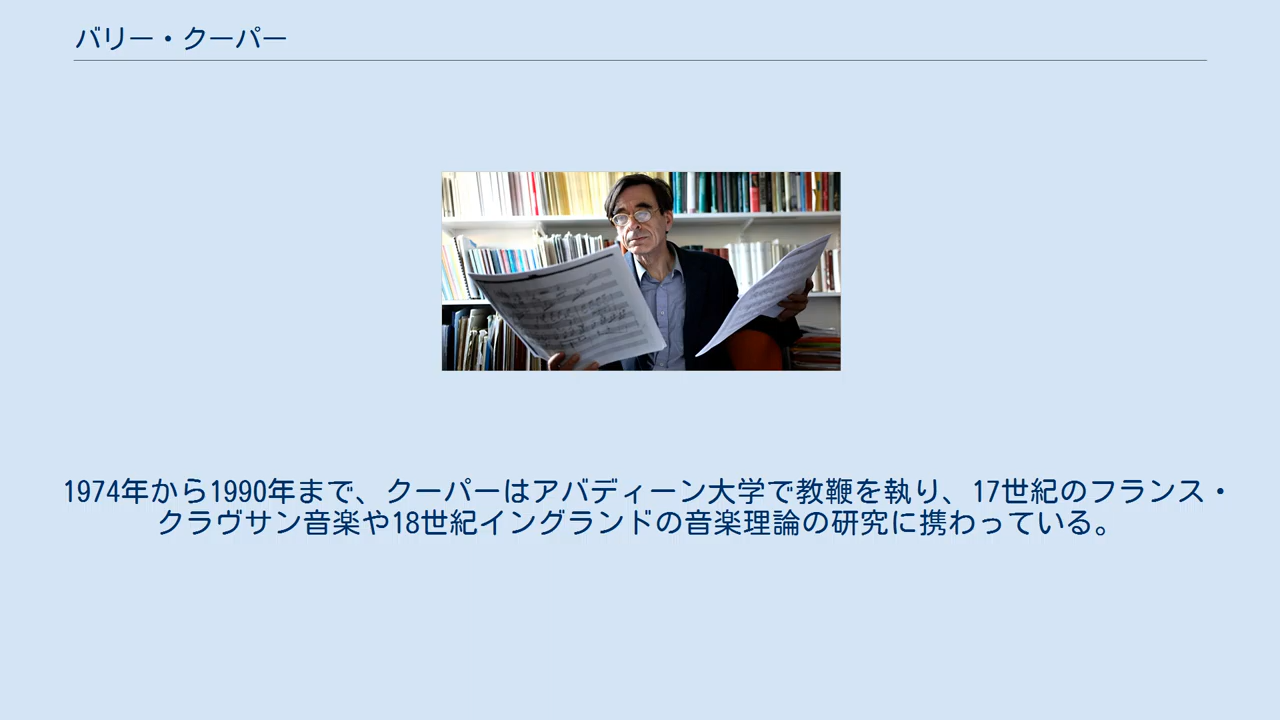 バリー・クーパー
1974年から1990年まで、クーパーはアバディーン大学で教鞭を執り、17世紀のフランス・
クラヴサン音楽や18世紀イングランドの音楽理論の研究に携わっている。